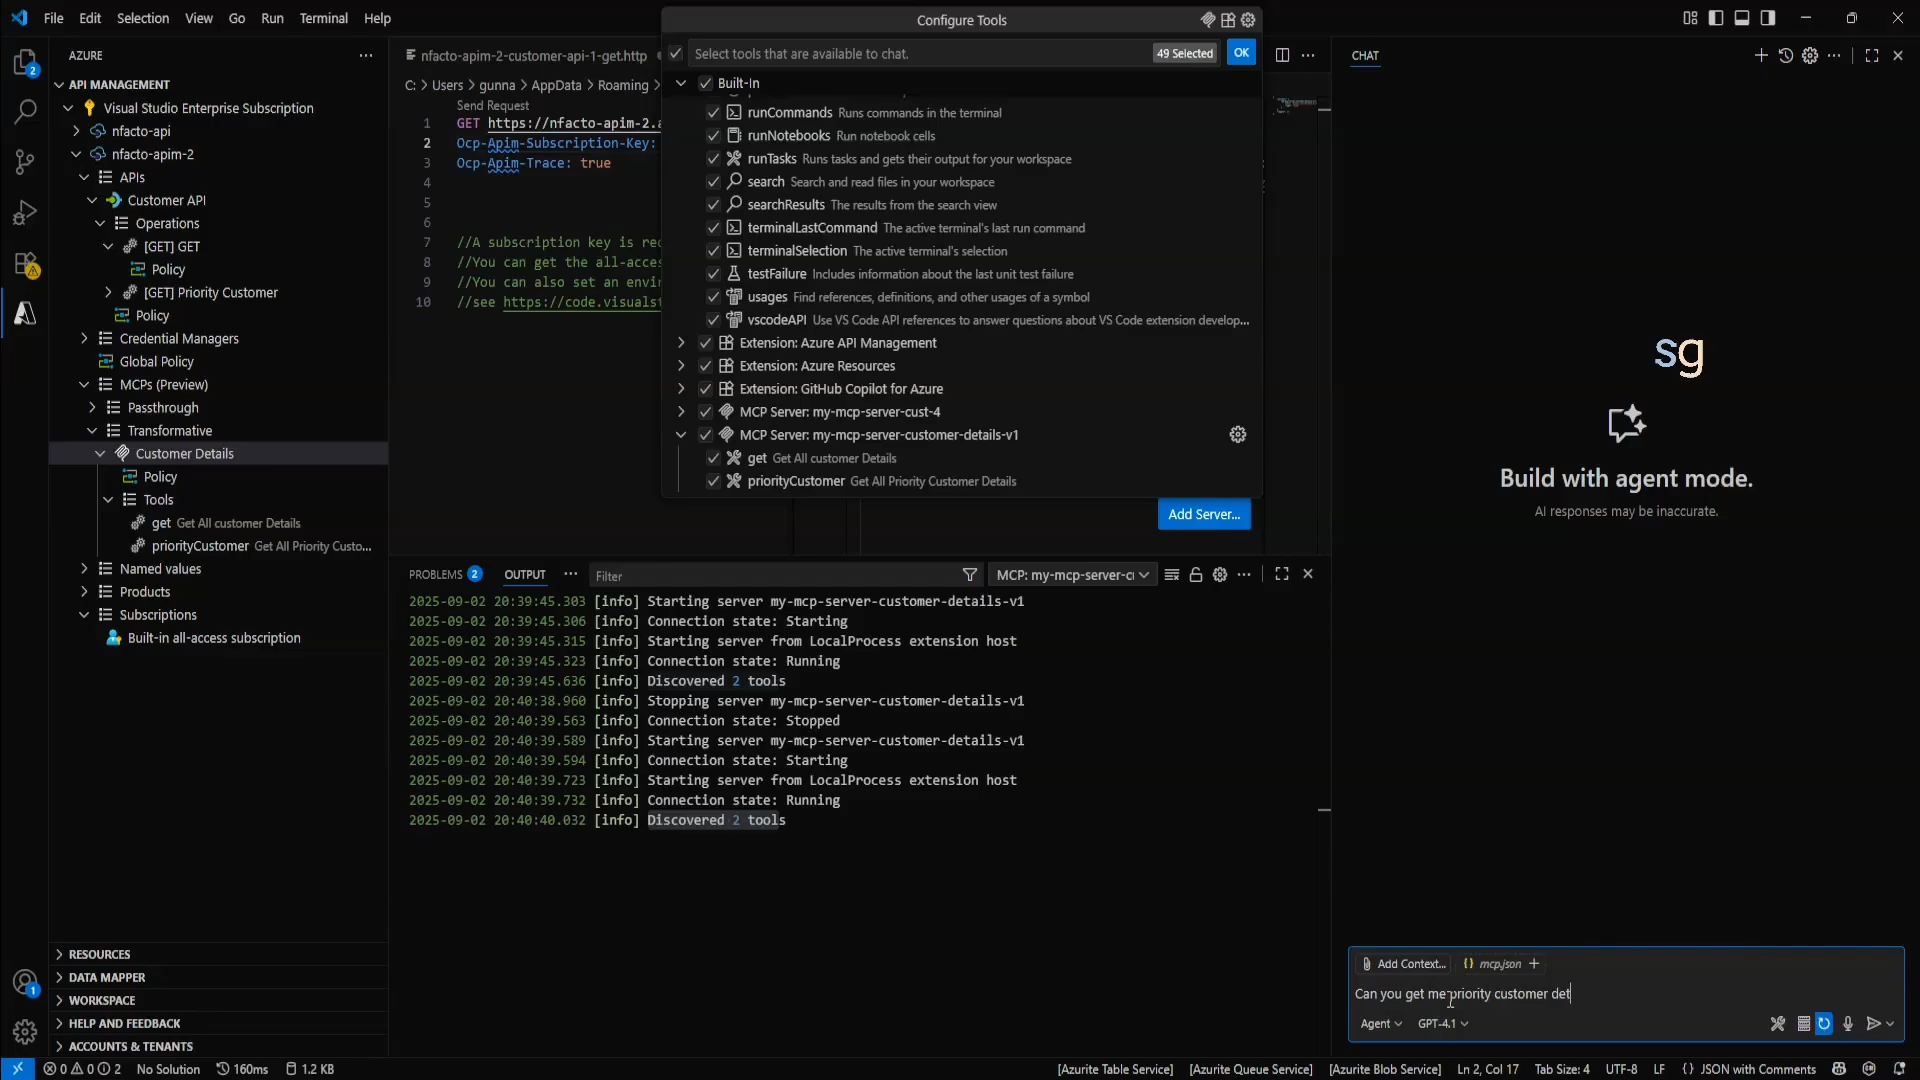 File Edit Selection View Go Run Terminal Help
Configure Tools
AZURE
API MANAGEMENT
Visual Studio Enterprise Subscription
nfacto-api
nfacto-apim-2
APIs
Customer API
Operations
[GET] GET
Policy
[GET] Priority Customer
Policy
Credential Managers
Global Policy
MCPs (Preview)
Passthrough
Transformative
Customer Details
Policy
Tools
get Get All customer Details
priorityCustomer Get All Priority Custo...
Named values
Products
Subscriptions
Built-in all-access subscription
RESOURCES
DATA MAPPER
WORKSPACE
HELP AND FEEDBACK
ACCOUNTS & TENANTS
nfacto-apim-2-customer-api-1-get.http
C: > Users > gunna > AppData > Roaming >
Send Request
1 GET https://nfacto-apim-2.a
2 Ocp-Apim-Subscription-Key:
3 Ocp-Apim-Trace: true
4
5
6
7 //A subscription key is rec
8 //You can get the all-acces
9 //You can also set an envir
10 //see https://code.visualst
Select tools that are available to chat.
49 Selected
OK
Built-In
runCommands Runs commands in the terminal
runNotebooks Run notebook cells
runTasks Runs tasks and gets their output for your workspace
search Search and read files in your workspace
searchResults The results from the search view
terminalLastCommand The active terminal's last run command
terminalSelection The active terminal's selection
testFailure Includes information about the last unit test failure
usages Find references, definitions, and other usages of a symbol
vscodeAPI Use VS Code API references to answer questions about VS Code extension develop...
Extension: Azure API Management
Extension: Azure Resources
Extension: GitHub Copilot for Azure
MCP Server: my-mcp-server-cust-4
MCP Server: my-mcp-server-customer-details-v1
get Get All customer Details
priorityCustomer Get All Priority Customer Details
Add Server...
PROBLEMS 2 OUTPUT Filter MCP: my-mcp-server-cu
2025-09-02 20:39:45.303 [info] Starting server my-mcp-server-customer-details-v1
2025-09-02 20:39:45.306 [info] Connection state: Starting
2025-09-02 20:39:45.315 [info] Starting server from LocalProcess extension host
2025-09-02 20:39:45.323 [info] Connection state: Running
2025-09-02 20:39:45.636 [info] Discovered 2 tools
2025-09-02 20:40:38.960 [info] Stopping server my-mcp-server-customer-details-v1
2025-09-02 20:40:39.563 [info] Connection state: Stopped
2025-09-02 20:40:39.589 [info] Starting server my-mcp-server-customer-details-v1
2025-09-02 20:40:39.594 [info] Connection state: Starting
2025-09-02 20:40:39.723 [info] Starting server from LocalProcess extension host
2025-09-02 20:40:39.732 [info] Connection state: Running
2025-09-02 20:40:40.032 [info] Discovered 2 tools
CHAT
sg
Build with agent mode.
AI responses may be inaccurate.
Add Context... {} mcp.json +
Can you get me priority customer det
Agent GPT-4.1
2
1
0 0 2 No Solution 160ms 1.2 KB
[Azurite Table Service] [Azurite Queue Service] [Azurite Blob Service] Ln 2, Col 17 Tab Size: 4 UTF-8 LF {} JSON with Comments